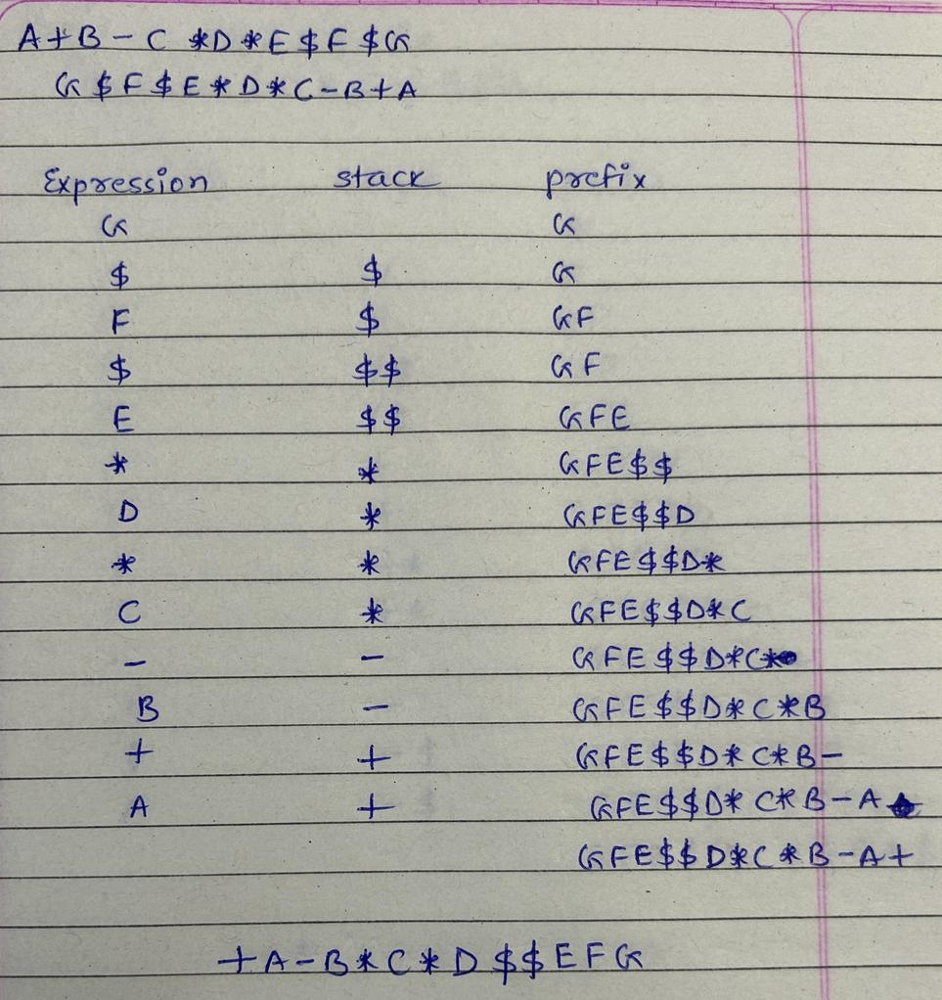 A+B-C*D*E$F$G
G$F$E*D*C-B+A
Expression stack prefix
G G
$ $ G
F $ GF
$ $$ GF
E $$ GFE
* * GFE$$
D * GFE$$D
* * GFE$$D*
C * GFE$$D*C
- - GFE$$D*C*
B - GFE$$D*C*B
+ + GFE$$D*C*B-
A + GFE$$D*C*B-A
GFE$$D*C*B-A+
+A-B*C*D$$EFG